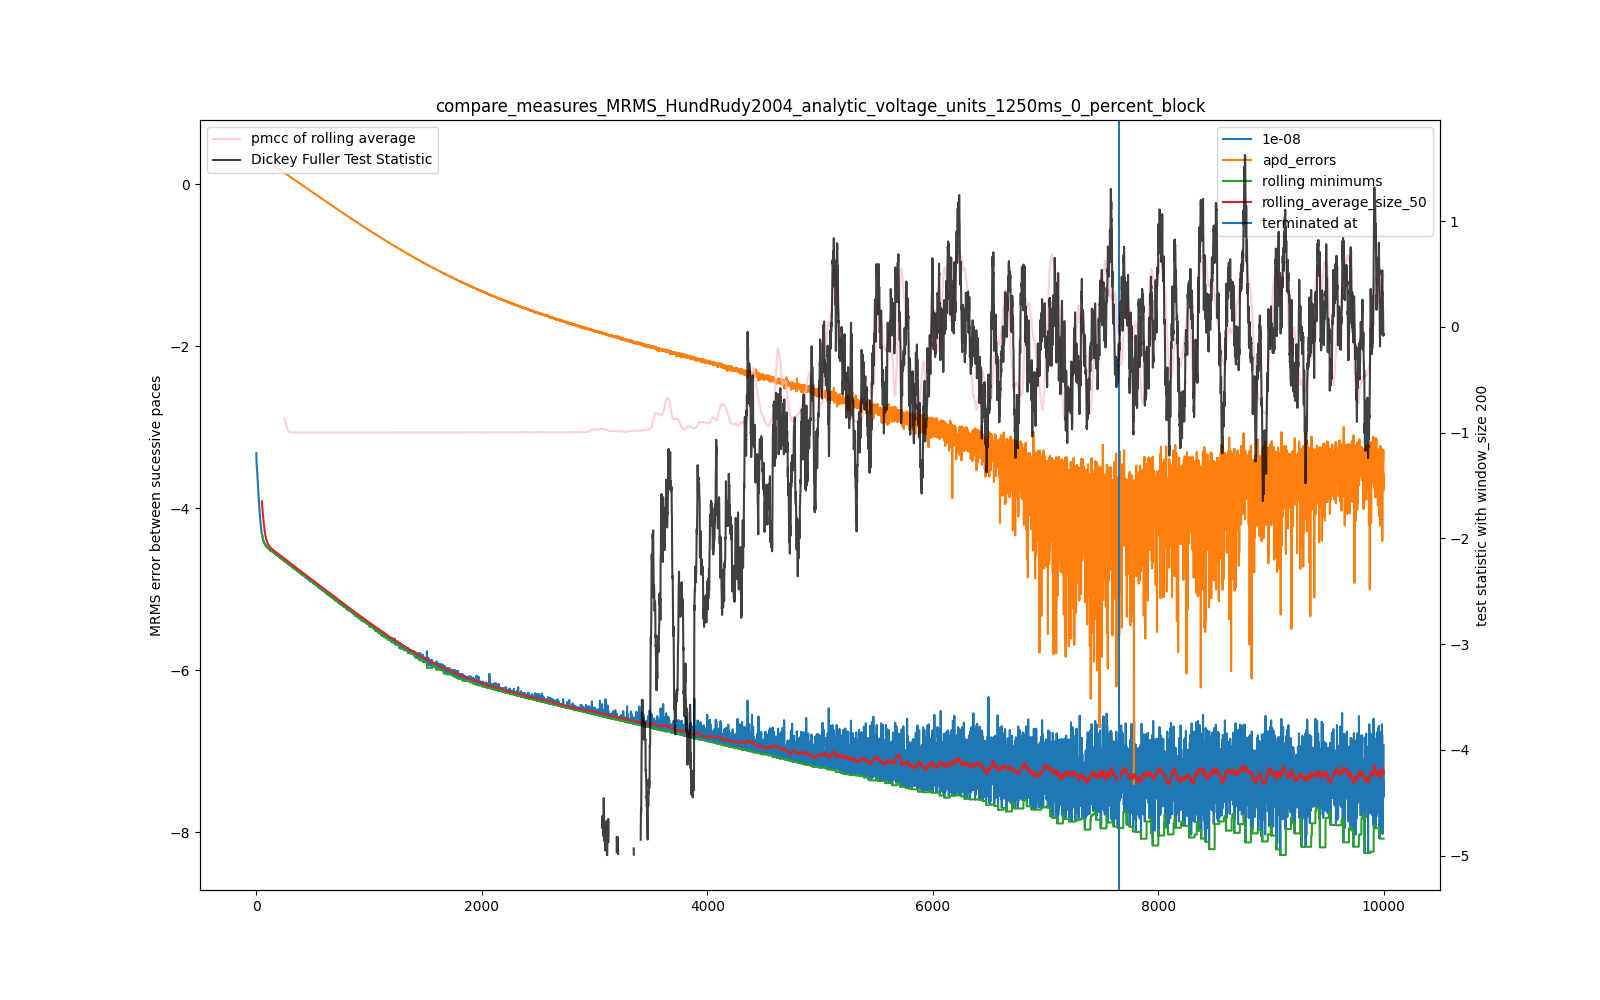 compare_measures_MRMS_HundRudy2004_analytic_voltage_units_1250ms_0_percent_block
pmcc of rolling average
Dickey Fuller Test Statistic
1e-08
apd_errors
rolling minimums
rolling_average_size_50
terminated at
MRMS error between sucessive paces
0
−2
−4
−6
−8
1
0
−1
−2
−3
−4
−5
test statistic with window_size 200
0
2000
4000
6000
8000
10000